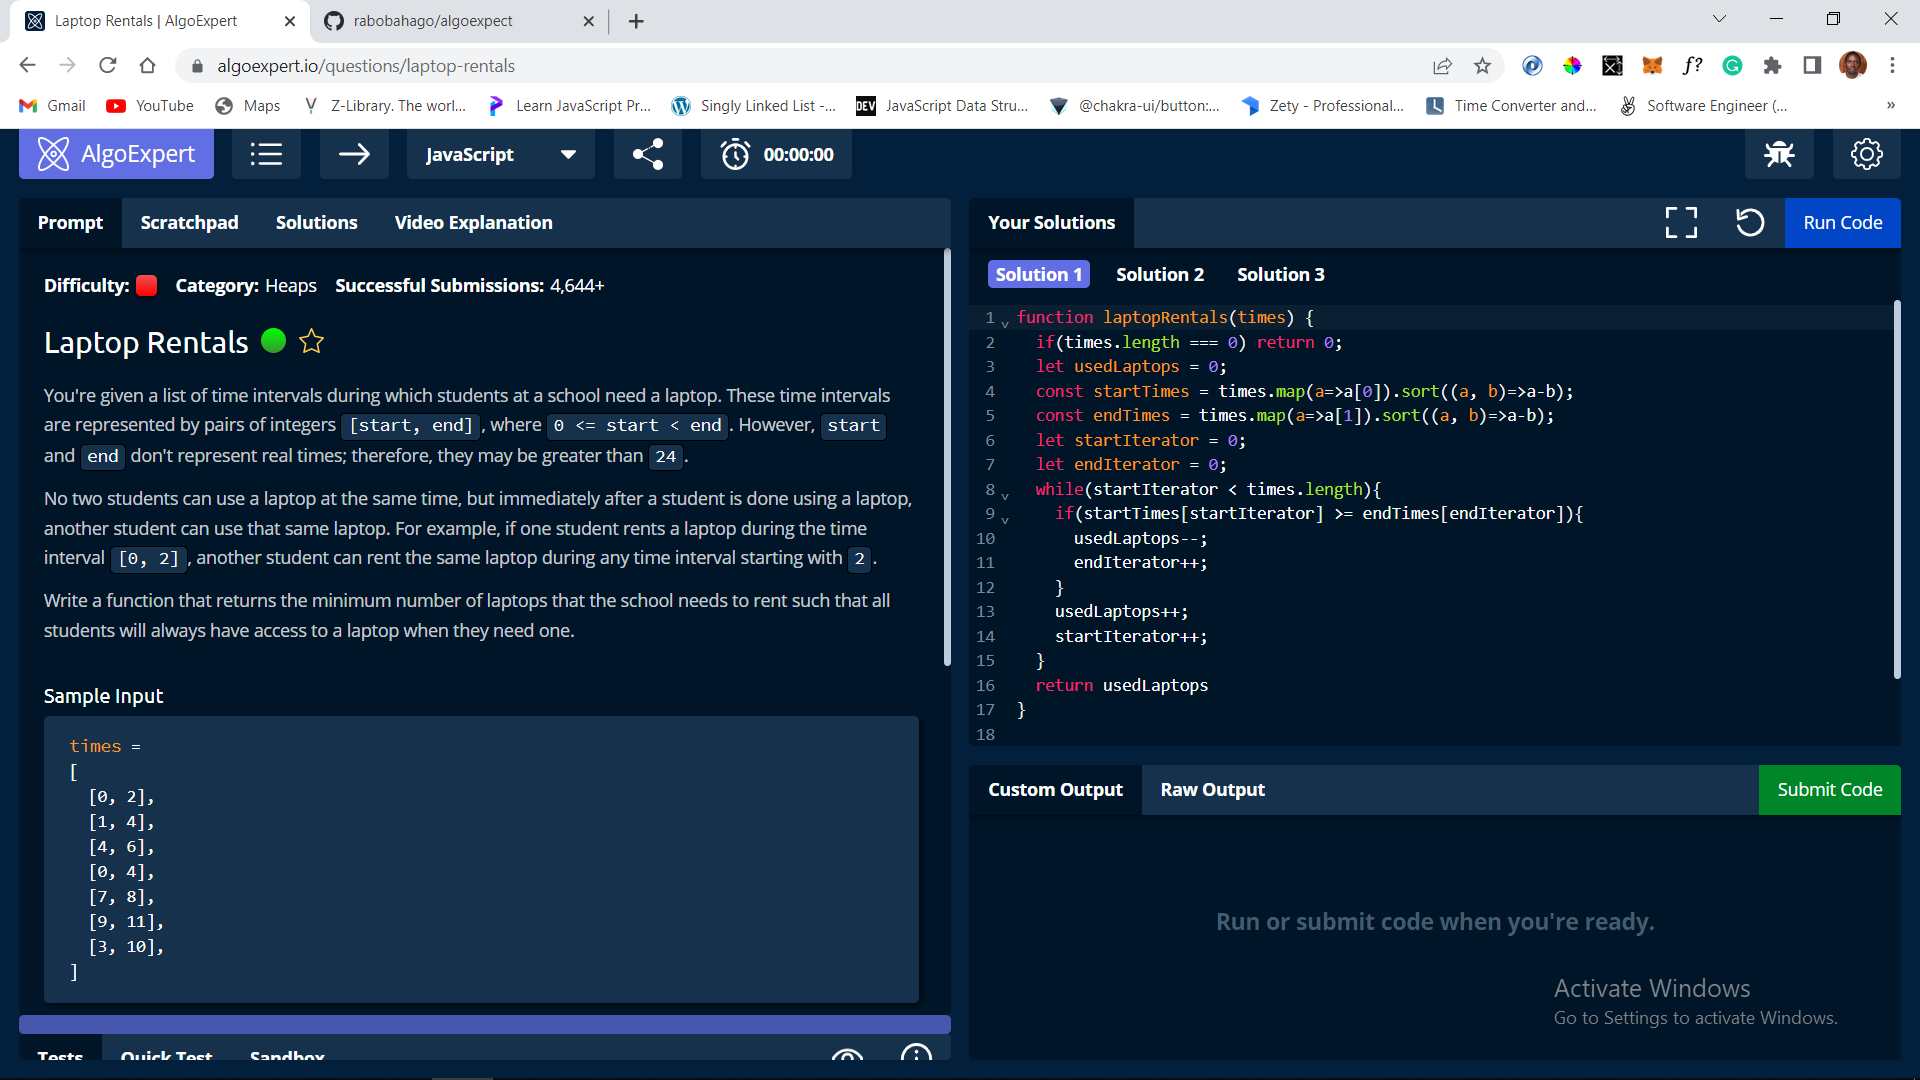 Laptop Rentals | AlgoExpert
rabobahago/algoexpect
algoexpert.io/questions/laptop-rentals
f?
Gmail
YouTube
Maps
Z-Library. The worl...
Learn JavaScript Pr...
Singly Linked List -...
DEV
JavaScript Data Stru...
@chakra-ui/button:...
Zety - Professional...
Time Converter and...
Software Engineer (...
»
AlgoExpert
JavaScript
00:00:00
Prompt
Scratchpad
Solutions
Video Explanation
Difficulty:
Category: Heaps
Successful Submissions: 4,644+
Laptop Rentals
You're given a list of time intervals during which students at a school need a laptop. These time intervals
are represented by pairs of integers [start, end], where 0 <= start < end. However, start
and end don't represent real times; therefore, they may be greater than 24.
No two students can use a laptop at the same time, but immediately after a student is done using a laptop,
another student can use that same laptop. For example, if one student rents a laptop during the time
interval [0, 2], another student can rent the same laptop during any time interval starting with 2.
Write a function that returns the minimum number of laptops that the school needs to rent such that all
students will always have access to a laptop when they need one.
Sample Input
times =
[
[0, 2],
[1, 4],
[4, 6],
[0, 4],
[7, 8],
[9, 11],
[3, 10],
]
Tests
Quick Test
Sandbox
Your Solutions
Run Code
Solution 1
Solution 2
Solution 3
1 function laptopRentals(times) {
2 if(times.length === 0) return 0;
3 let usedLaptops = 0;
4 const startTimes = times.map(a=>a[0]).sort((a, b)=>a-b);
5 const endTimes = times.map(a=>a[1]).sort((a, b)=>a-b);
6 let startIterator = 0;
7 let endIterator = 0;
8 while(startIterator < times.length){
9 if(startTimes[startIterator] >= endTimes[endIterator]){
10 usedLaptops--;
11 endIterator++;
12 }
13 usedLaptops++;
14 startIterator++;
15 }
16 return usedLaptops
17 }
18
Custom Output
Raw Output
Submit Code
Run or submit code when you're ready.
Activate Windows
Go to Settings to activate Windows.